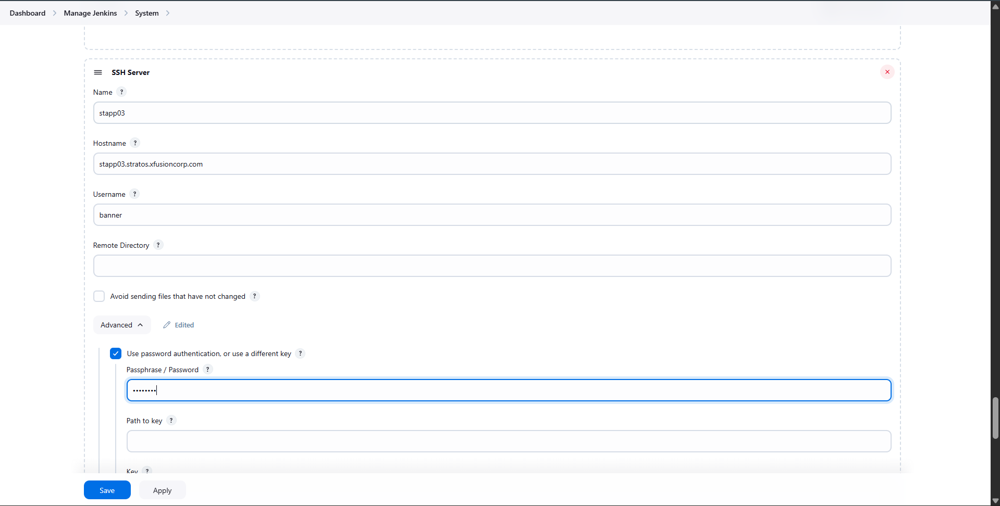 Dashboard > Manage Jenkins > System >
SSH Server
Name ?
stapp03
Hostname ?
stapp03.stratos.xfusioncorp.com
Username ?
banner
Remote Directory ?
Avoid sending files that have not changed ?
Advanced Edited
Use password authentication, or use a different key ?
Passphrase / Password ?
••••••••
Path to key ?
Key ?
Save Apply